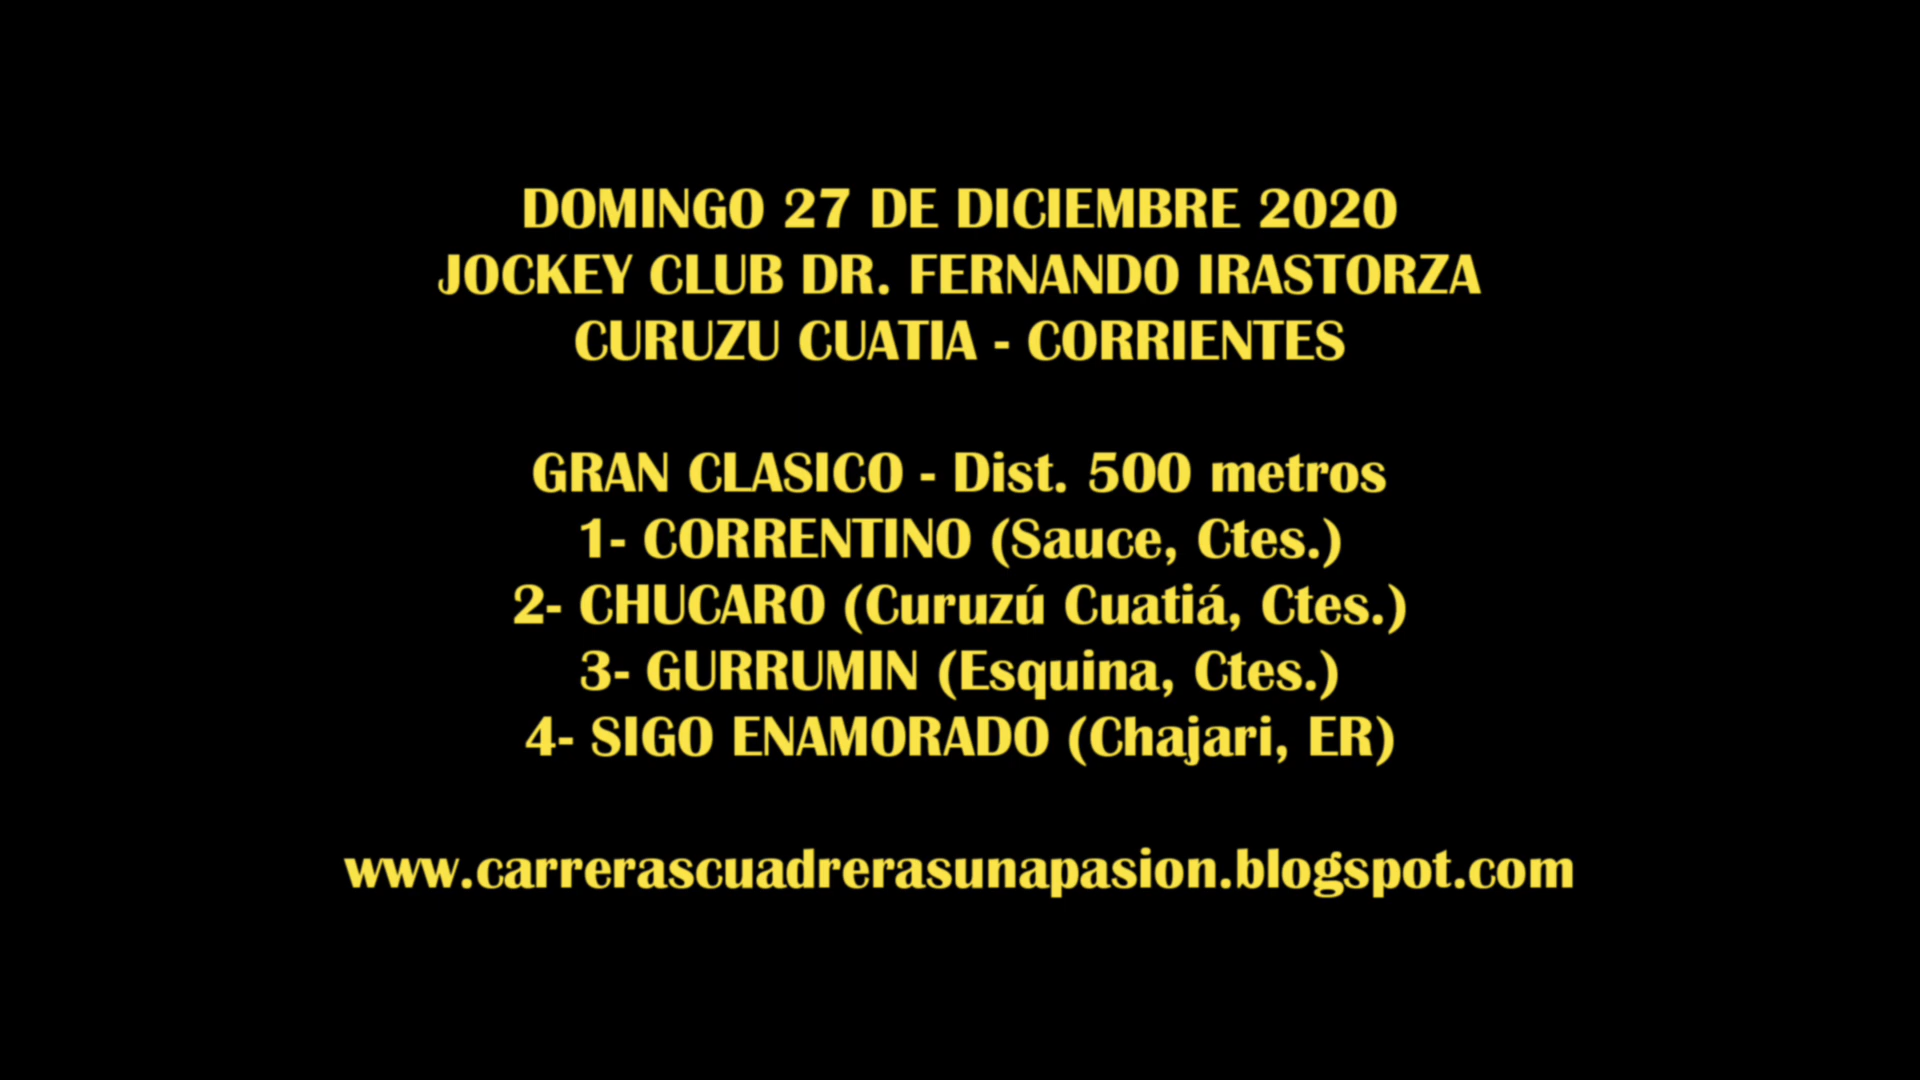 DOMINGO 27 DE DICIEMBRE 2020
JOCKEY CLUB DR. FERNANDO IRASTORZA
CURUZU CUATIA - CORRIENTES
GRAN CLASICO - Dist. 500 metros
1- CORRENTINO (Sauce, Ctes.)
2- CHUCARO (Curuzú Cuatiá, Ctes.)
3- GURRUMIN (Esquina, Ctes.)
4- SIGO ENAMORADO (Chajari, ER)
www.carrerascuadrerasunapasion.blogspot.com